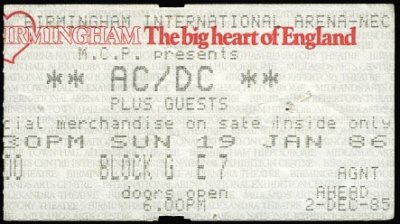 BIRMINGHAM INTERNATIONAL ARENA-NEC
BIRMINGHAM The big heart of England
M.C.P. presents
** AC/DC **
PLUS GUESTS
cial merchandise on sale inside only
30PM SUN 19 JAN 86
00 BLOCK G E 7 AGNT
doors open AHEAD
6.00PM 2-DEC-85